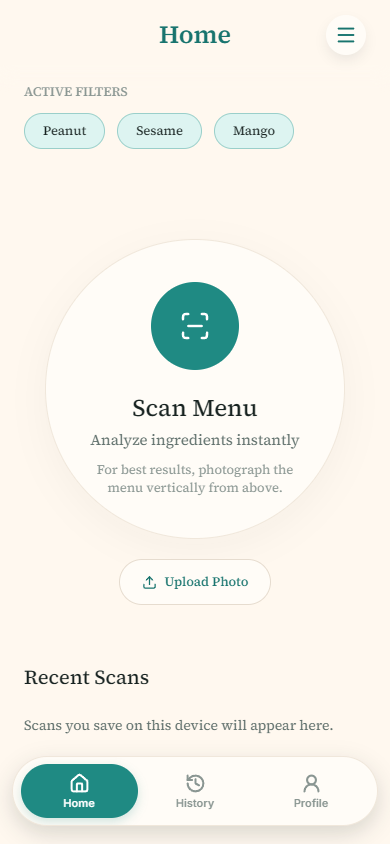 Home
ACTIVE FILTERS
Peanut
Sesame
Mango
Scan Menu
Analyze ingredients instantly
For best results, photograph the
menu vertically from above.
Upload Photo
Recent Scans
Scans you save on this device will appear here.
Home
History
Profile